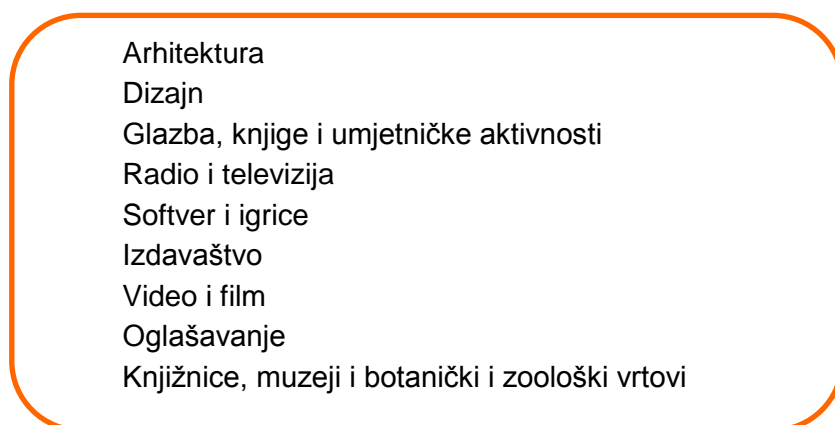 Arhitektura
Dizajn
Glazba, knjige i umjetničke aktivnosti
Radio i televizija
Softver i igrice
Izdavaštvo
Video i film
Oglašavanje
Knjižnice, muzeji i botanički i zoološki vrtovi